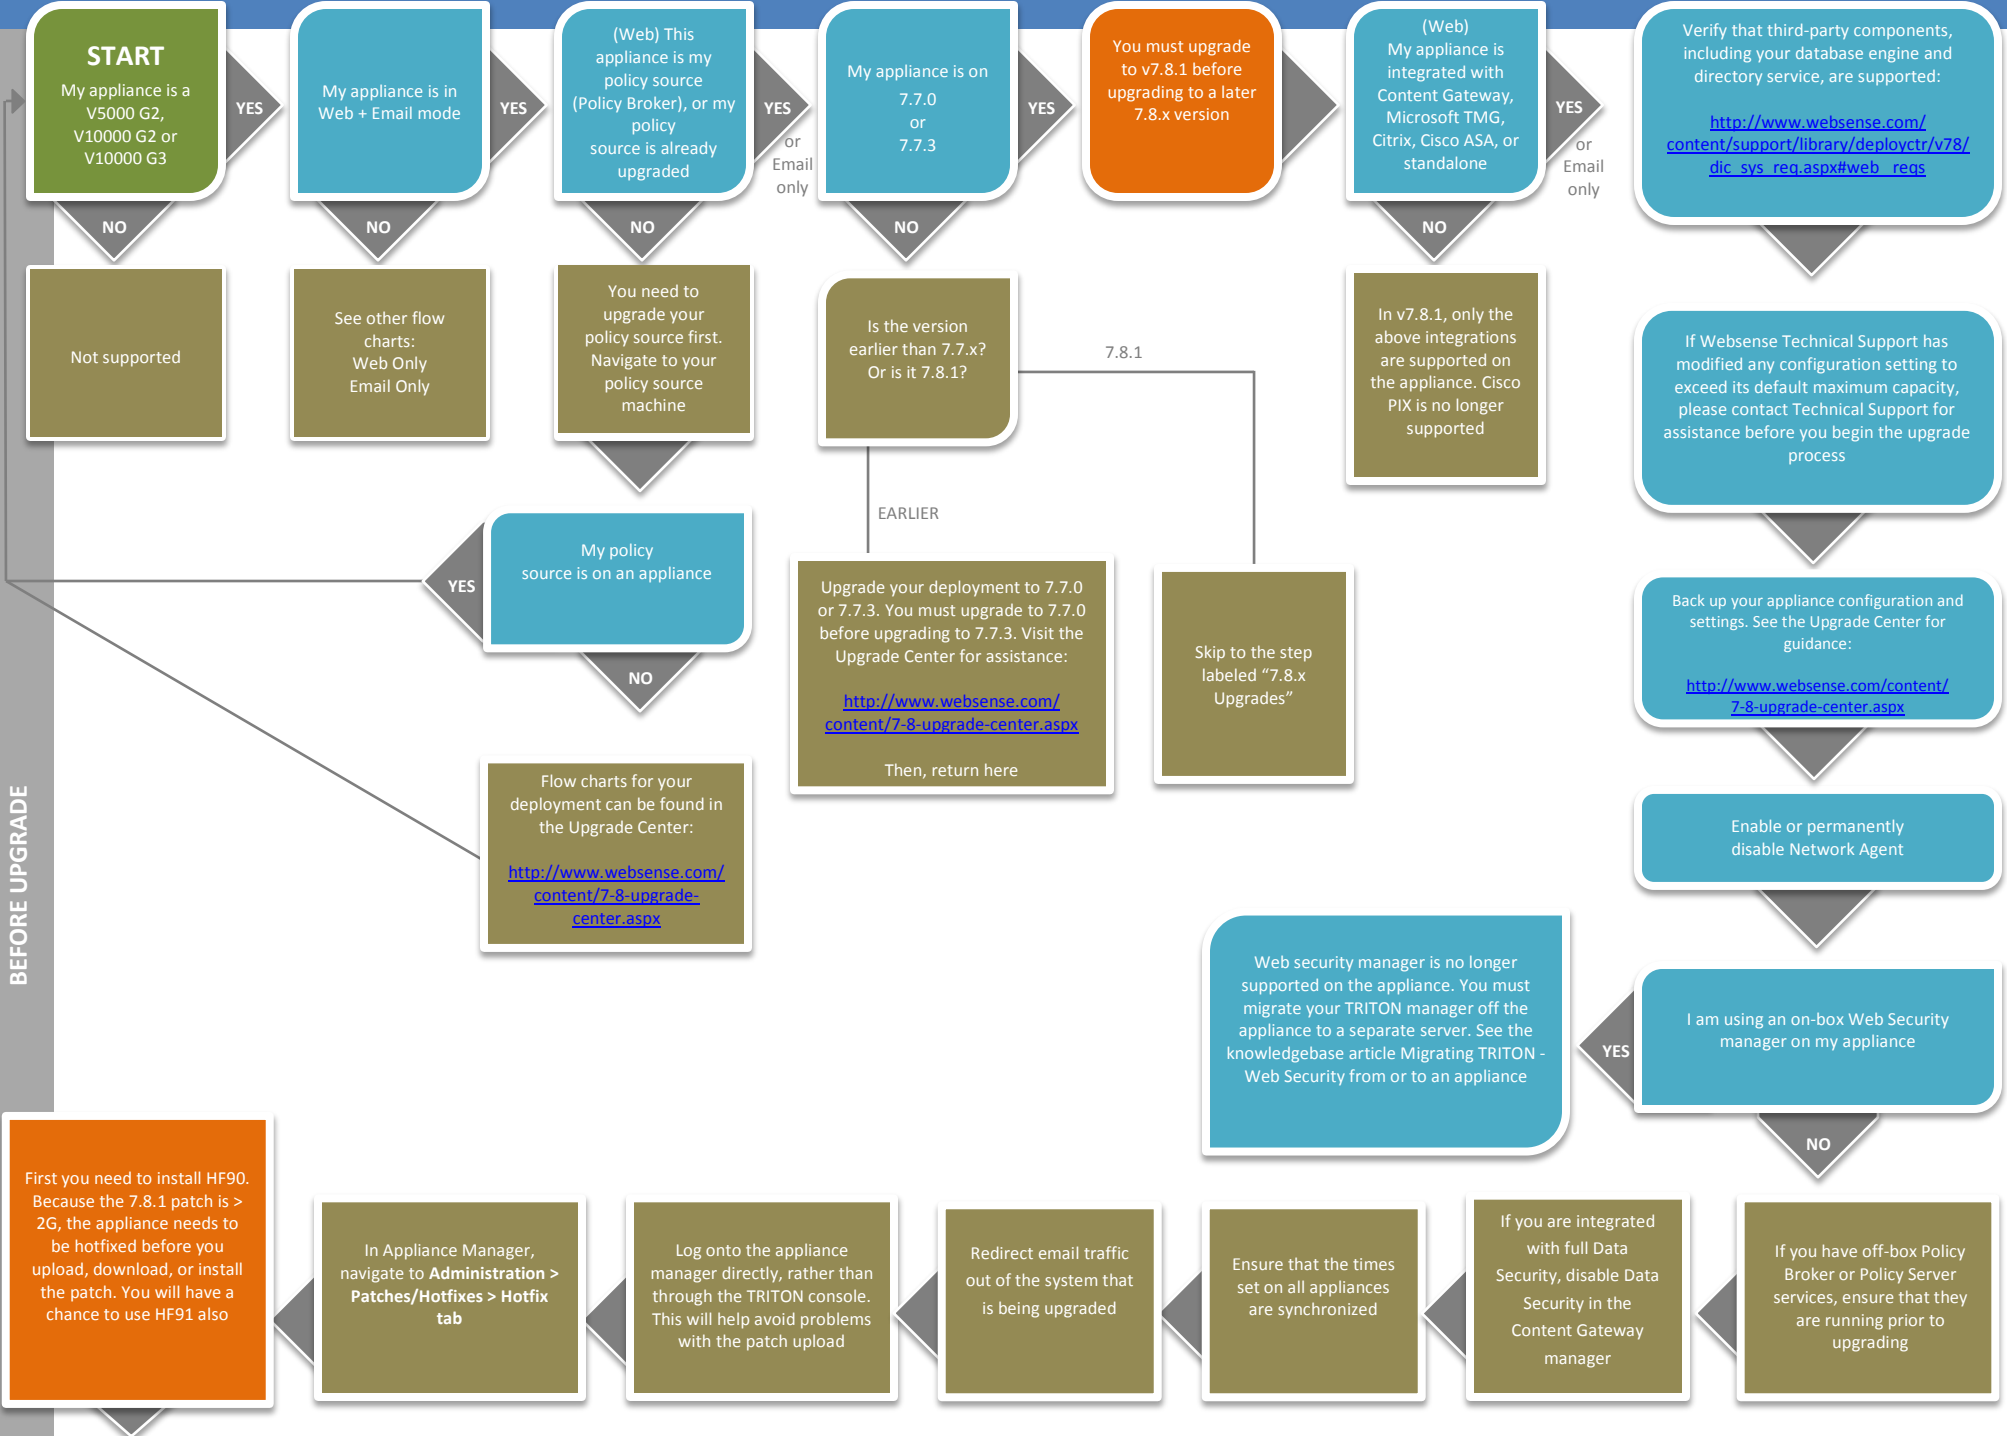 START
My appliance is a
V5000 G2,
V10000 G2 or
V10000 G3
YES
NO
Not supported
My appliance is in
Web + Email mode
YES
NO
See other flow
charts:
Web Only
Email Only
(Web) This
appliance is my
policy source
(Policy Broker), or my
policy
source is already
upgraded
YES
or
Email
only
NO
You need to
upgrade your
policy source first.
Navigate to your
policy source
machine
My policy
source is on an appliance
YES
NO
Flow charts for your
deployment can be found in
the Upgrade Center:
http://www.websense.com/
content/7-8-upgrade-
center.aspx
My appliance is on
7.7.0
or
7.7.3
YES
NO
Is the version
earlier than 7.7.x?
Or is it 7.8.1?
7.8.1
EARLIER
Upgrade your deployment to 7.7.0
or 7.7.3. You must upgrade to 7.7.0
before upgrading to 7.7.3. Visit the
Upgrade Center for assistance:
http://www.websense.com/
content/7-8-upgrade-center.aspx
Then, return here
Skip to the step
labeled “7.8.x
Upgrades”
You must upgrade
to v7.8.1 before
upgrading to a later
7.8.x version
(Web)
My appliance is
integrated with
Content Gateway,
Microsoft TMG,
Citrix, Cisco ASA, or
standalone
YES
or
Email
only
NO
In v7.8.1, only the
above integrations
are supported on
the appliance. Cisco
PIX is no longer
supported
Verify that third-party components,
including your database engine and
directory service, are supported:
http://www.websense.com/
content/support/library/deployctr/v78/
dic_sys_req.aspx#web_reqs
If Websense Technical Support has
modified any configuration setting to
exceed its default maximum capacity,
please contact Technical Support for
assistance before you begin the upgrade
process
Back up your appliance configuration and
settings. See the Upgrade Center for
guidance:
http://www.websense.com/content/
7-8-upgrade-center.aspx
Enable or permanently
disable Network Agent
I am using an on-box Web Security
manager on my appliance
YES
NO
Web security manager is no longer
supported on the appliance. You must
migrate your TRITON manager off the
appliance to a separate server. See the
knowledgebase article Migrating TRITON -
Web Security from or to an appliance
If you have off-box Policy
Broker or Policy Server
services, ensure that they
are running prior to
upgrading
If you are integrated
with full Data
Security, disable Data
Security in the
Content Gateway
manager
Ensure that the times
set on all appliances
are synchronized
Redirect email traffic
out of the system that
is being upgraded
Log onto the appliance
manager directly, rather than
through the TRITON console.
This will help avoid problems
with the patch upload
In Appliance Manager,
navigate to Administration >
Patches/Hotfixes > Hotfix
tab
First you need to install HF90.
Because the 7.8.1 patch is >
2G, the appliance needs to
be hotfixed before you
upload, download, or install
the patch. You will have a
chance to use HF91 also
BEFORE UPGRADE